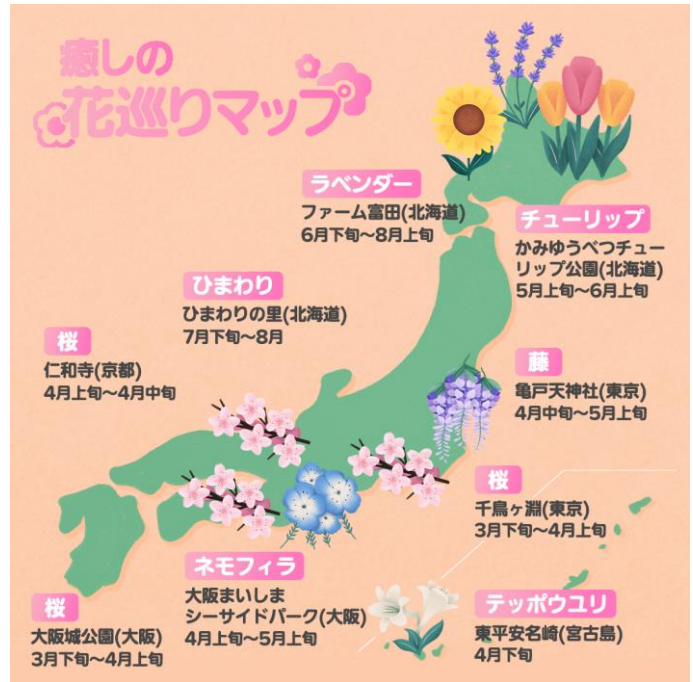 癒しの
花巡りマップ
ラベンダー
ファーム富田(北海道)
6月下旬～8月上旬
チューリップ
かみゆうべつチュー
リップ公園(北海道)
5月上旬～6月上旬
ひまわり
ひまわりの里(北海道)
7月下旬～8月
桜
仁和寺(京都)
4月上旬～4月中旬
藤
亀戸天神社(東京)
4月中旬～5月上旬
桜
千鳥ヶ淵(東京)
3月下旬～4月上旬
ネモフィラ
大阪まいしま
シーサイドパーク(大阪)
4月上旬～5月上旬
桜
大阪城公園(大阪)
3月下旬～4月上旬
テッポウユリ
東平安名崎(宮古島)
4月下旬